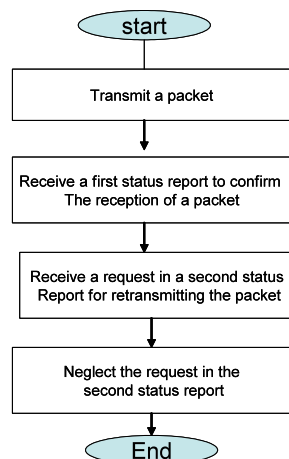 start
Transmit a packet
Receive a first status report to confirm
The reception of a packet
Receive a request in a second status
Report for retransmitting the packet
Neglect the request in the
second status report
End